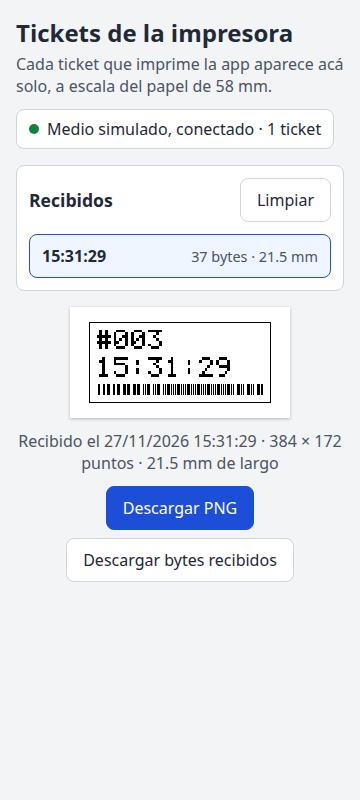 Tickets de la impresora
Cada ticket que imprime la app aparece acá
solo, a escala del papel de 58 mm.
Medio simulado, conectado · 1 ticket
Recibidos
Limpiar
15:31:29
37 bytes · 21.5 mm
#003
15:31:29
Recibido el 27/11/2026 15:31:29 · 384 × 172
puntos · 21.5 mm de largo
Descargar PNG
Descargar bytes recibidos